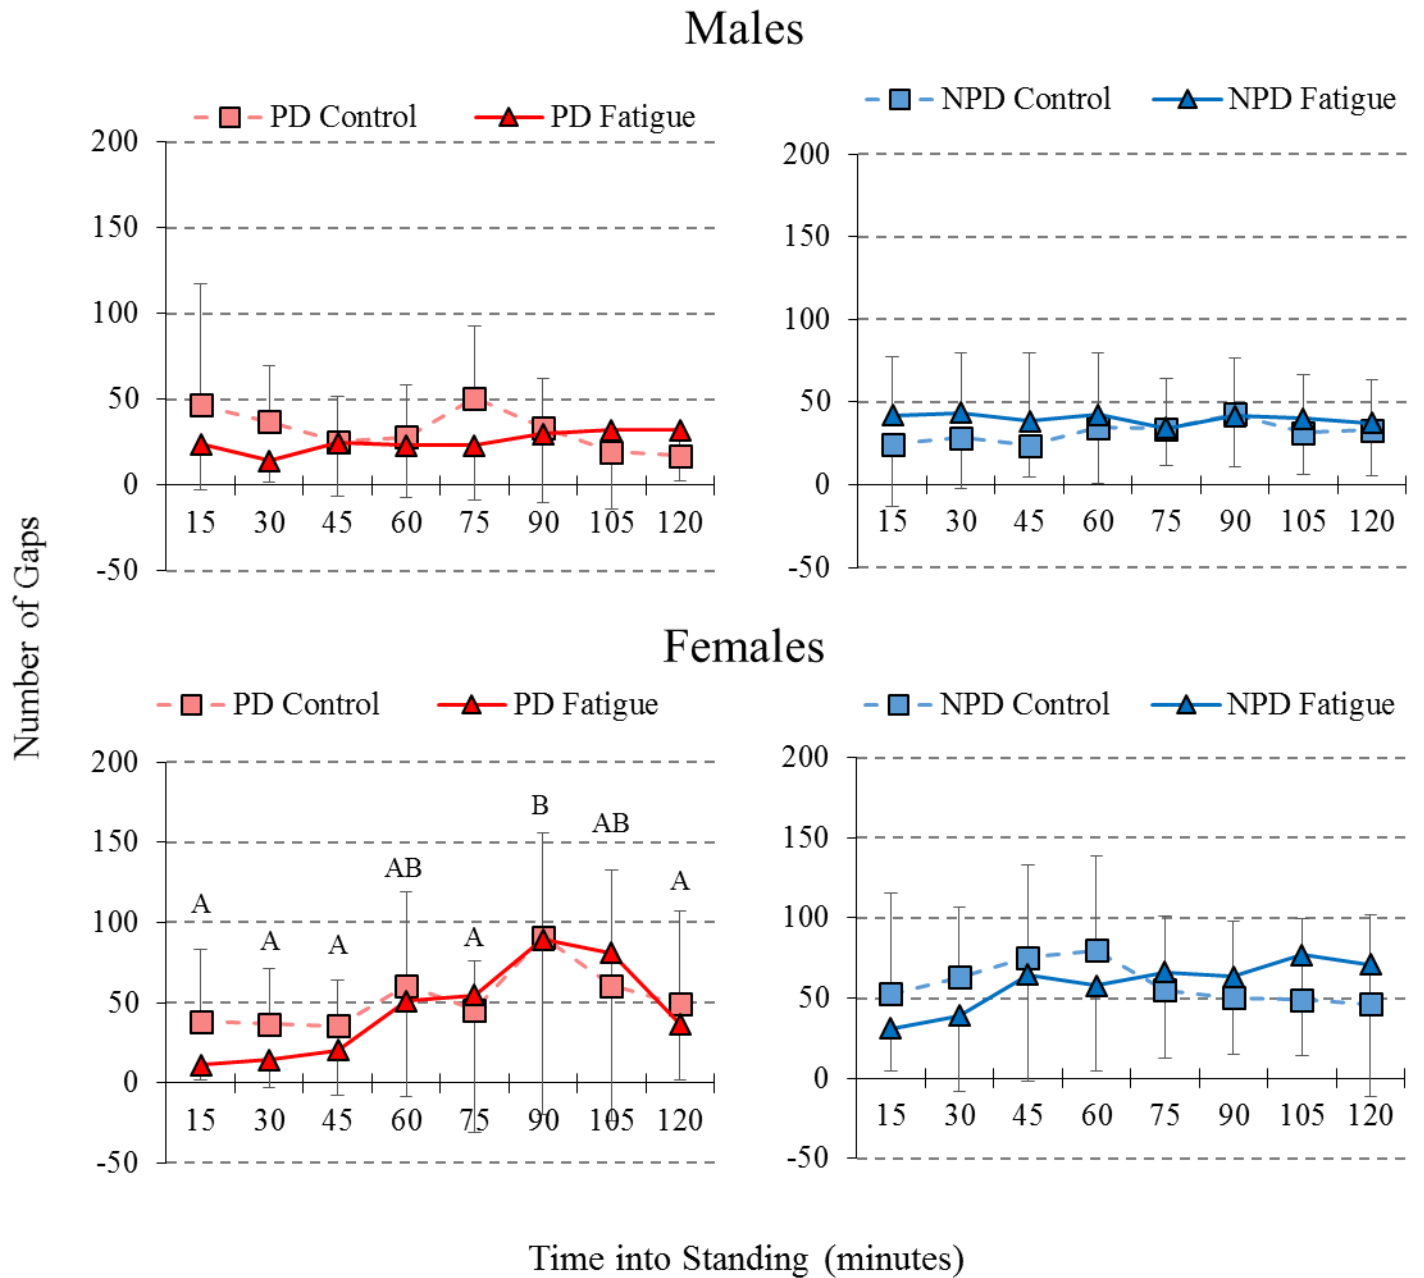 Males
PD Control PD Fatigue
NPD Control NPD Fatigue
200
150
100
50
0
-50
15 30 45 60 75 90 105 120
200
150
100
50
0
-50
15 30 45 60 75 90 105 120
Number of Gaps
Females
PD Control PD Fatigue
NPD Control NPD Fatigue
200
150
100
50
0
-50
A A A AB A B AB A
15 30 45 60 75 90 105 120
200
150
100
50
0
-50
15 30 45 60 75 90 105 120
Time into Standing (minutes)